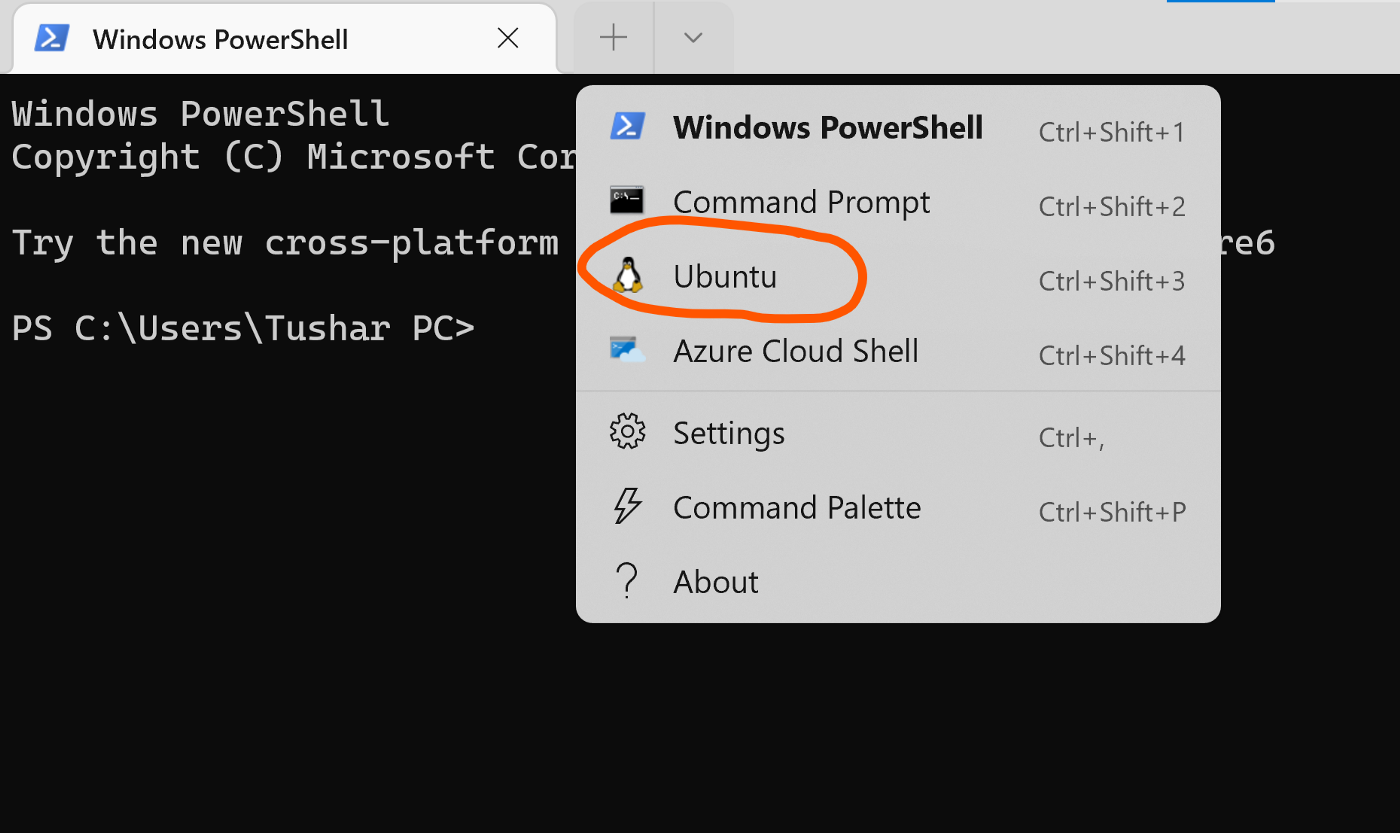 Windows PowerShell
Windows PowerShell
Copyright (C) Microsoft Cor
Try the new cross-platform re6
PS C:\Users\Tushar PC>
Windows PowerShell Ctrl+Shift+1
Command Prompt Ctrl+Shift+2
Ubuntu Ctrl+Shift+3
Azure Cloud Shell Ctrl+Shift+4
Settings Ctrl+,
Command Palette Ctrl+Shift+P
About